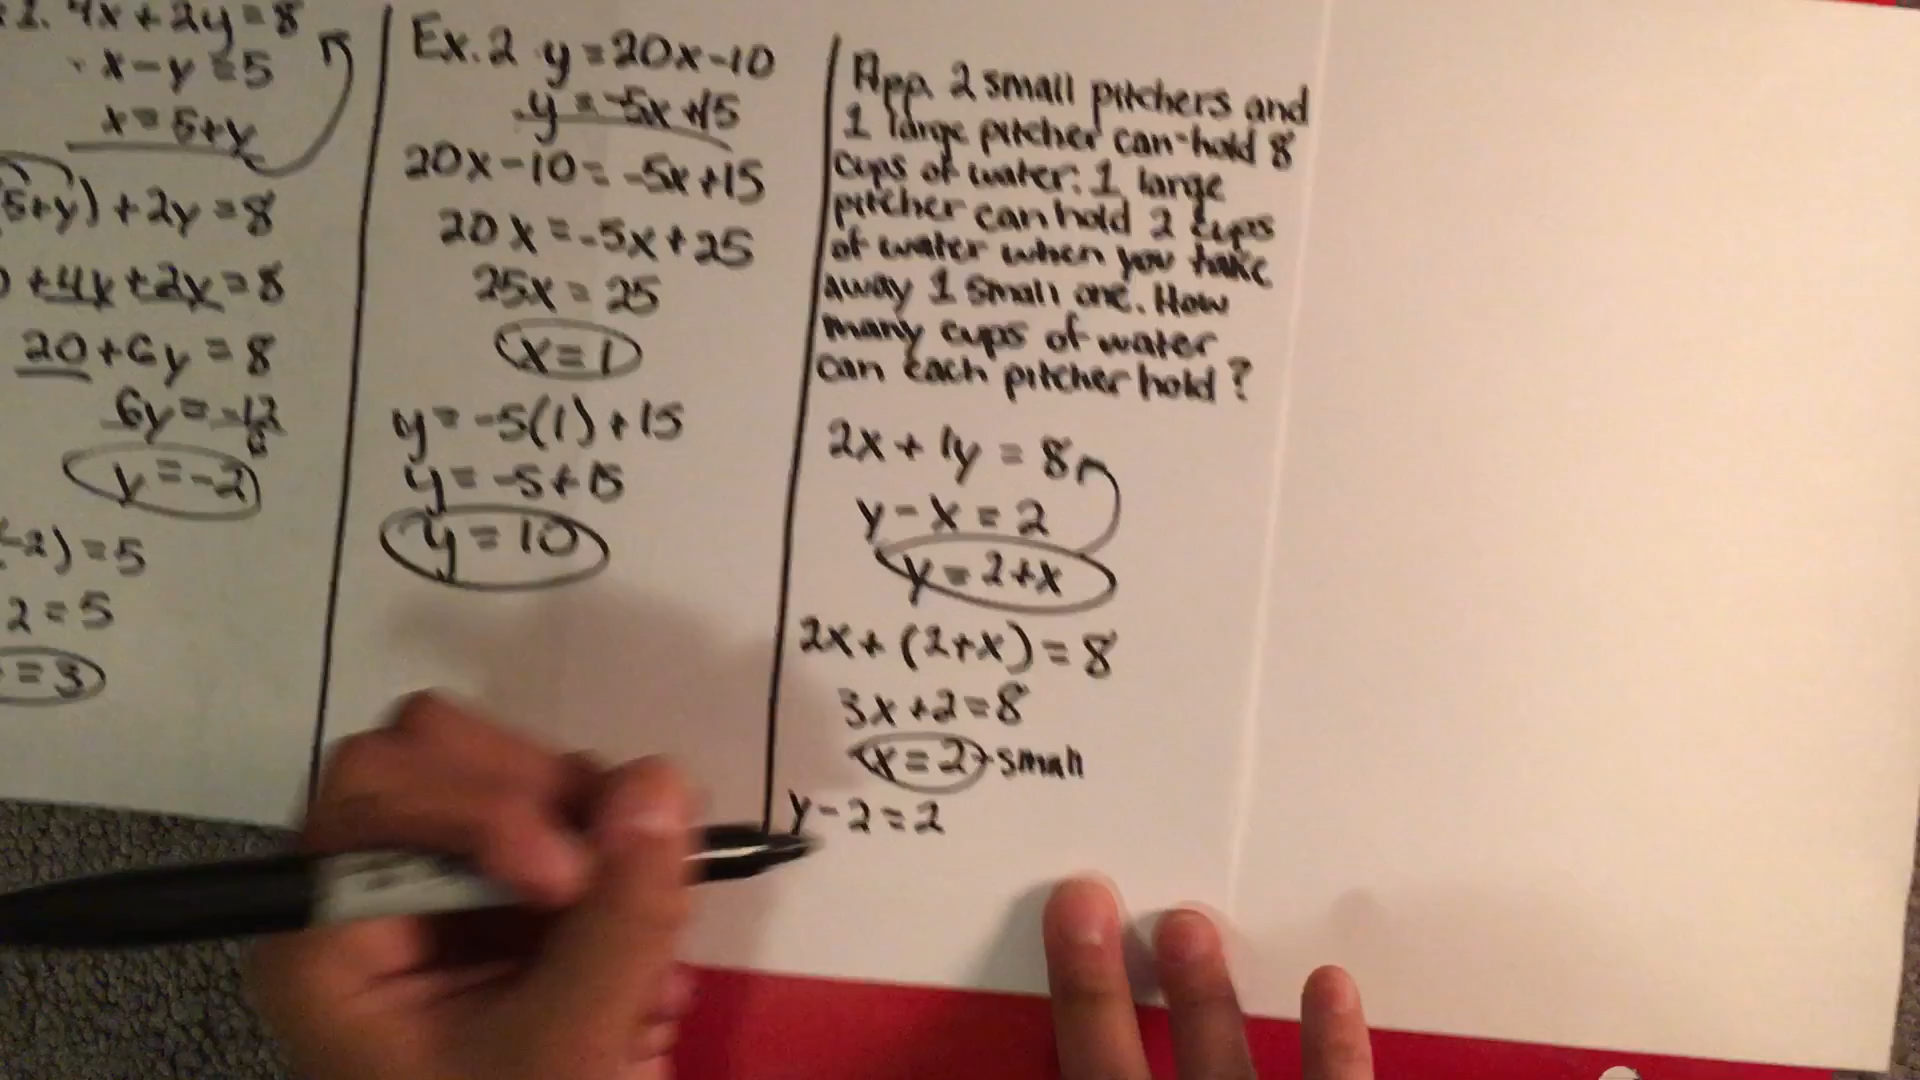 1. 4x + 2y = 8
x - y = 5
x = 5+y
5+y) + 2y = 8
+4x + 2x = 8
20 + 6y = 8
6y = -12
6
y = -2
-2) = 5
2 = 5
= 3
Ex. 2 y = 20x-10
y = -5x+15
20x-10 = -5x+15
20x = -5x+25
25x = 25
x = 1
y = -5(1) + 15
y = -5+15
y = 10
App. 2 small pitchers and
1 large pitcher can hold 8
cups of water. 1 large
pitcher can hold 2 cups
of water when you take
away 1 small one. How
many cups of water
can each pitcher hold?
2x + 1y = 8
y - x = 2
y = 2+x
2x + (2+x) = 8
3x+2=8
x = 2 → small
y-2=2